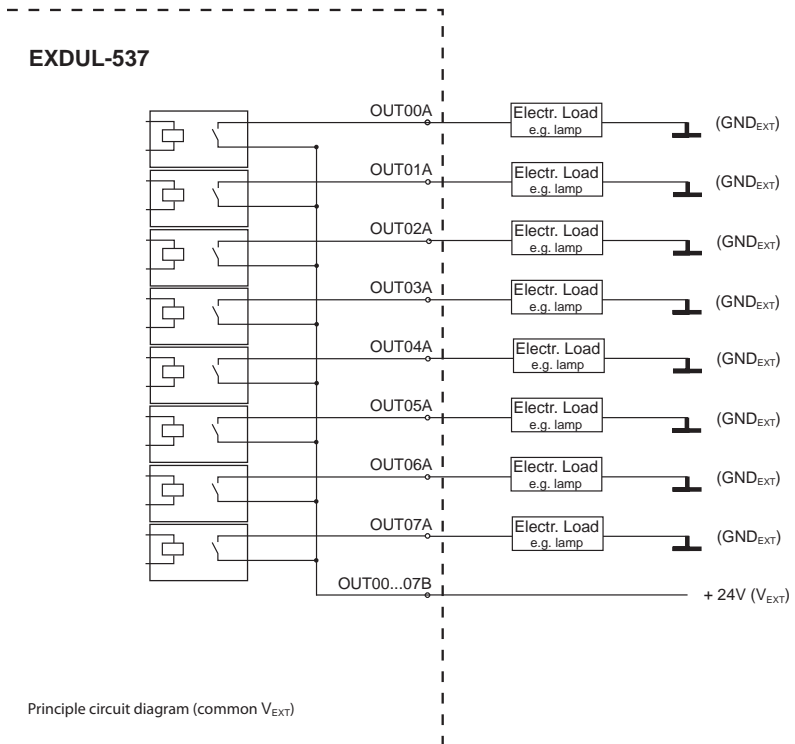 EXDUL-537
OUT00A
Electr. Load
e.g. lamp
(GNDEXT)
OUT01A
Electr. Load
e.g. lamp
(GNDEXT)
OUT02A
Electr. Load
e.g. lamp
(GNDEXT)
OUT03A
Electr. Load
e.g. lamp
(GNDEXT)
OUT04A
Electr. Load
e.g. lamp
(GNDEXT)
OUT05A
Electr. Load
e.g. lamp
(GNDEXT)
OUT06A
Electr. Load
e.g. lamp
(GNDEXT)
OUT07A
Electr. Load
e.g. lamp
(GNDEXT)
OUT00...07B
+ 24V (VEXT)
Principle circuit diagram (common VEXT)